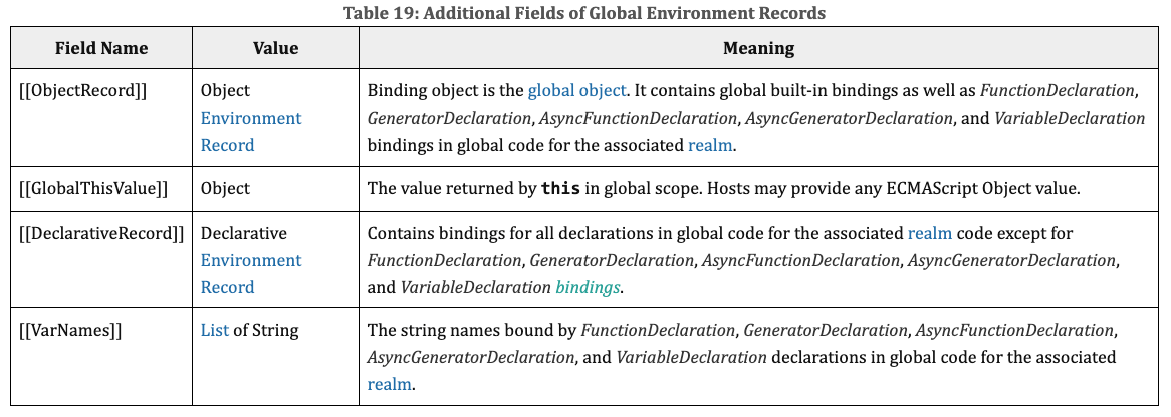 Table 19: Additional Fields of Global Environment Records
Field Name Value Meaning
[[ObjectRecord]]
Object
Environment
Record
Binding object is the global object. It contains global built-in bindings as well as FunctionDeclaration,
GeneratorDeclaration, AsyncFunctionDeclaration, AsyncGeneratorDeclaration, and VariableDeclaration
bindings in global code for the associated realm.
[[GlobalThisValue]]
Object
The value returned by this in global scope. Hosts may provide any ECMAScript Object value.
[[DeclarativeRecord]]
Declarative
Environment
Record
Contains bindings for all declarations in global code for the associated realm code except for
FunctionDeclaration, GeneratorDeclaration, AsyncFunctionDeclaration, AsyncGeneratorDeclaration,
and VariableDeclaration bindings.
[[VarNames]]
List of String
The string names bound by FunctionDeclaration, GeneratorDeclaration, AsyncFunctionDeclaration,
AsyncGeneratorDeclaration, and VariableDeclaration declarations in global code for the associated
realm.